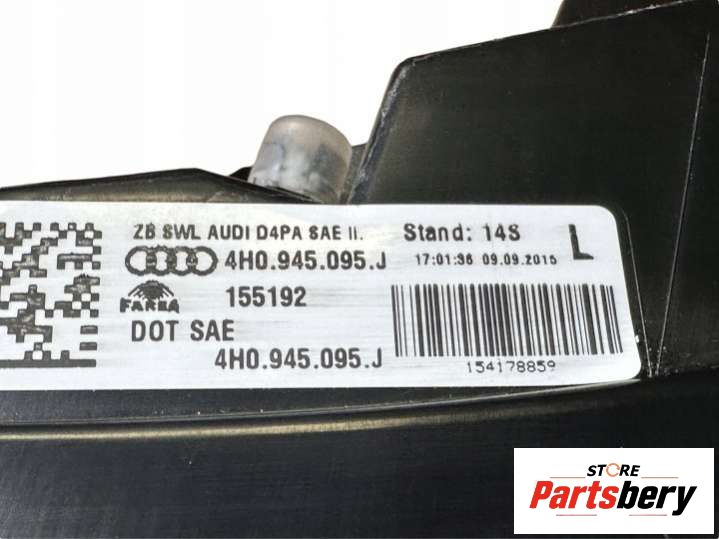 ZB SWL AUDI D4PA SAE II. Stand: 14S L
4H0.945.095.J 17:01:36 09.09.2015
FARBA 155192
DOT SAE
4H0.945.095.J 154178859
STORE
Partsbery